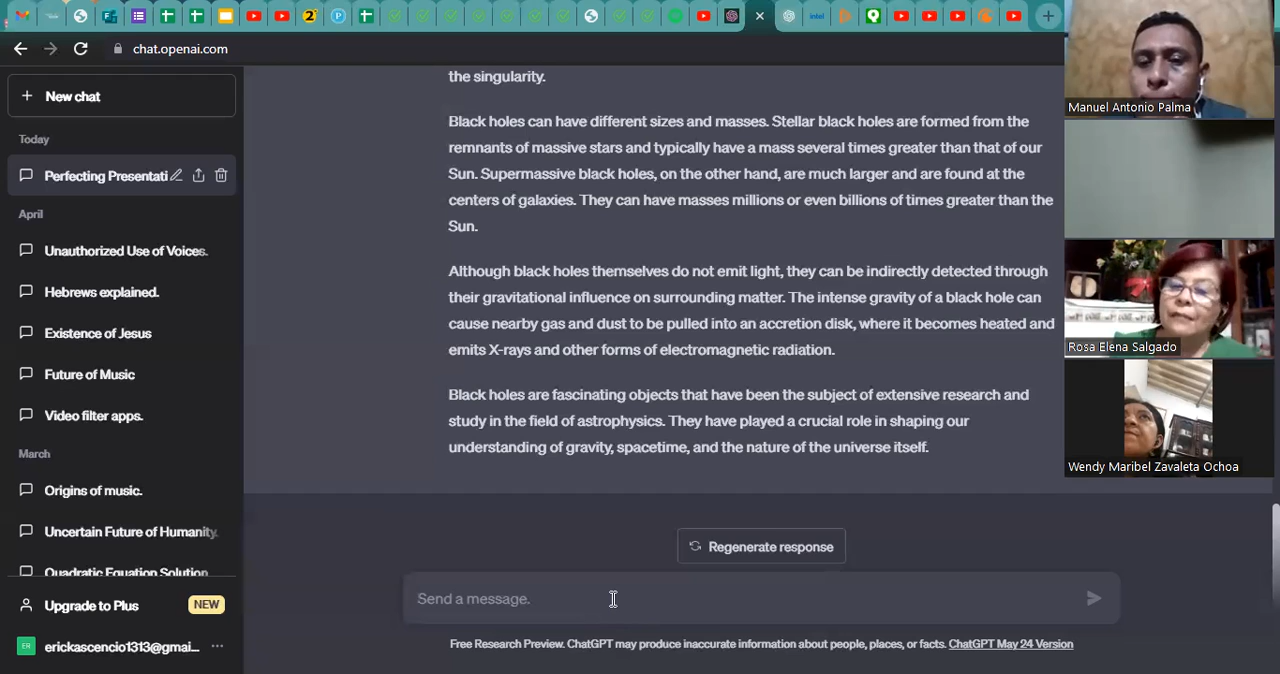 chat.openai.com
New chat
Today
Perfecting Presentati
April
Unauthorized Use of Voices.
Hebrews explained.
Existence of Jesus
Future of Music
Video filter apps.
March
Origins of music.
Uncertain Future of Humanity.
Quadratic Equation Solution
Upgrade to Plus NEW
ER erickascencio1313@gmai...
the singularity.
Black holes can have different sizes and masses. Stellar black holes are formed from the
remnants of massive stars and typically have a mass several times greater than that of our
Sun. Supermassive black holes, on the other hand, are much larger and are found at the
centers of galaxies. They can have masses millions or even billions of times greater than the
Sun.
Although black holes themselves do not emit light, they can be indirectly detected through
their gravitational influence on surrounding matter. The intense gravity of a black hole can
cause nearby gas and dust to be pulled into an accretion disk, where it becomes heated and
emits X-rays and other forms of electromagnetic radiation.
Black holes are fascinating objects that have been the subject of extensive research and
study in the field of astrophysics. They have played a crucial role in shaping our
understanding of gravity, spacetime, and the nature of the universe itself.
Regenerate response
Send a message.
Free Research Preview. ChatGPT may produce inaccurate information about people, places, or facts. ChatGPT May 24 Version
Manuel Antonio Palma
Rosa Elena Salgado
Wendy Maribel Zavaleta Ochoa